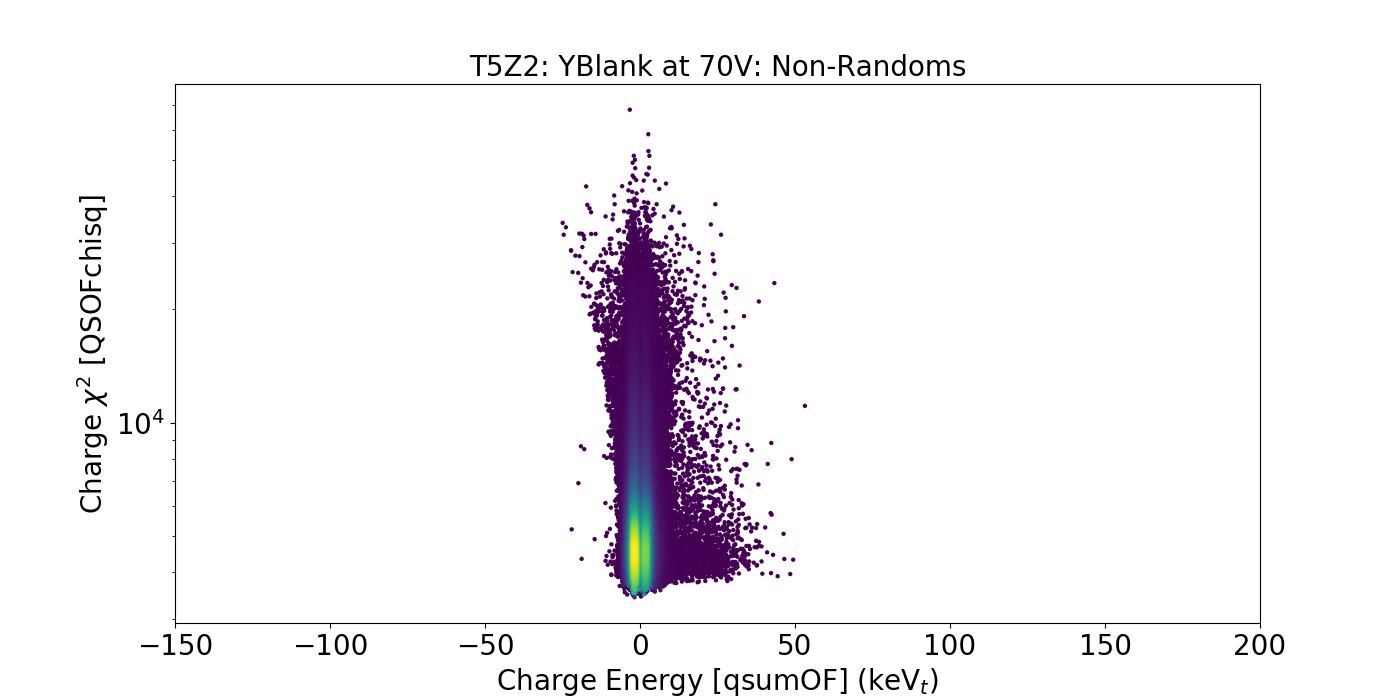 T5Z2: YBlank at 70V: Non-Randoms
Charge χ² [QSOFchisq]
10⁴
−150 −100 −50 0 50 100 150 200
Charge Energy [qsumOF] (keVₜ)